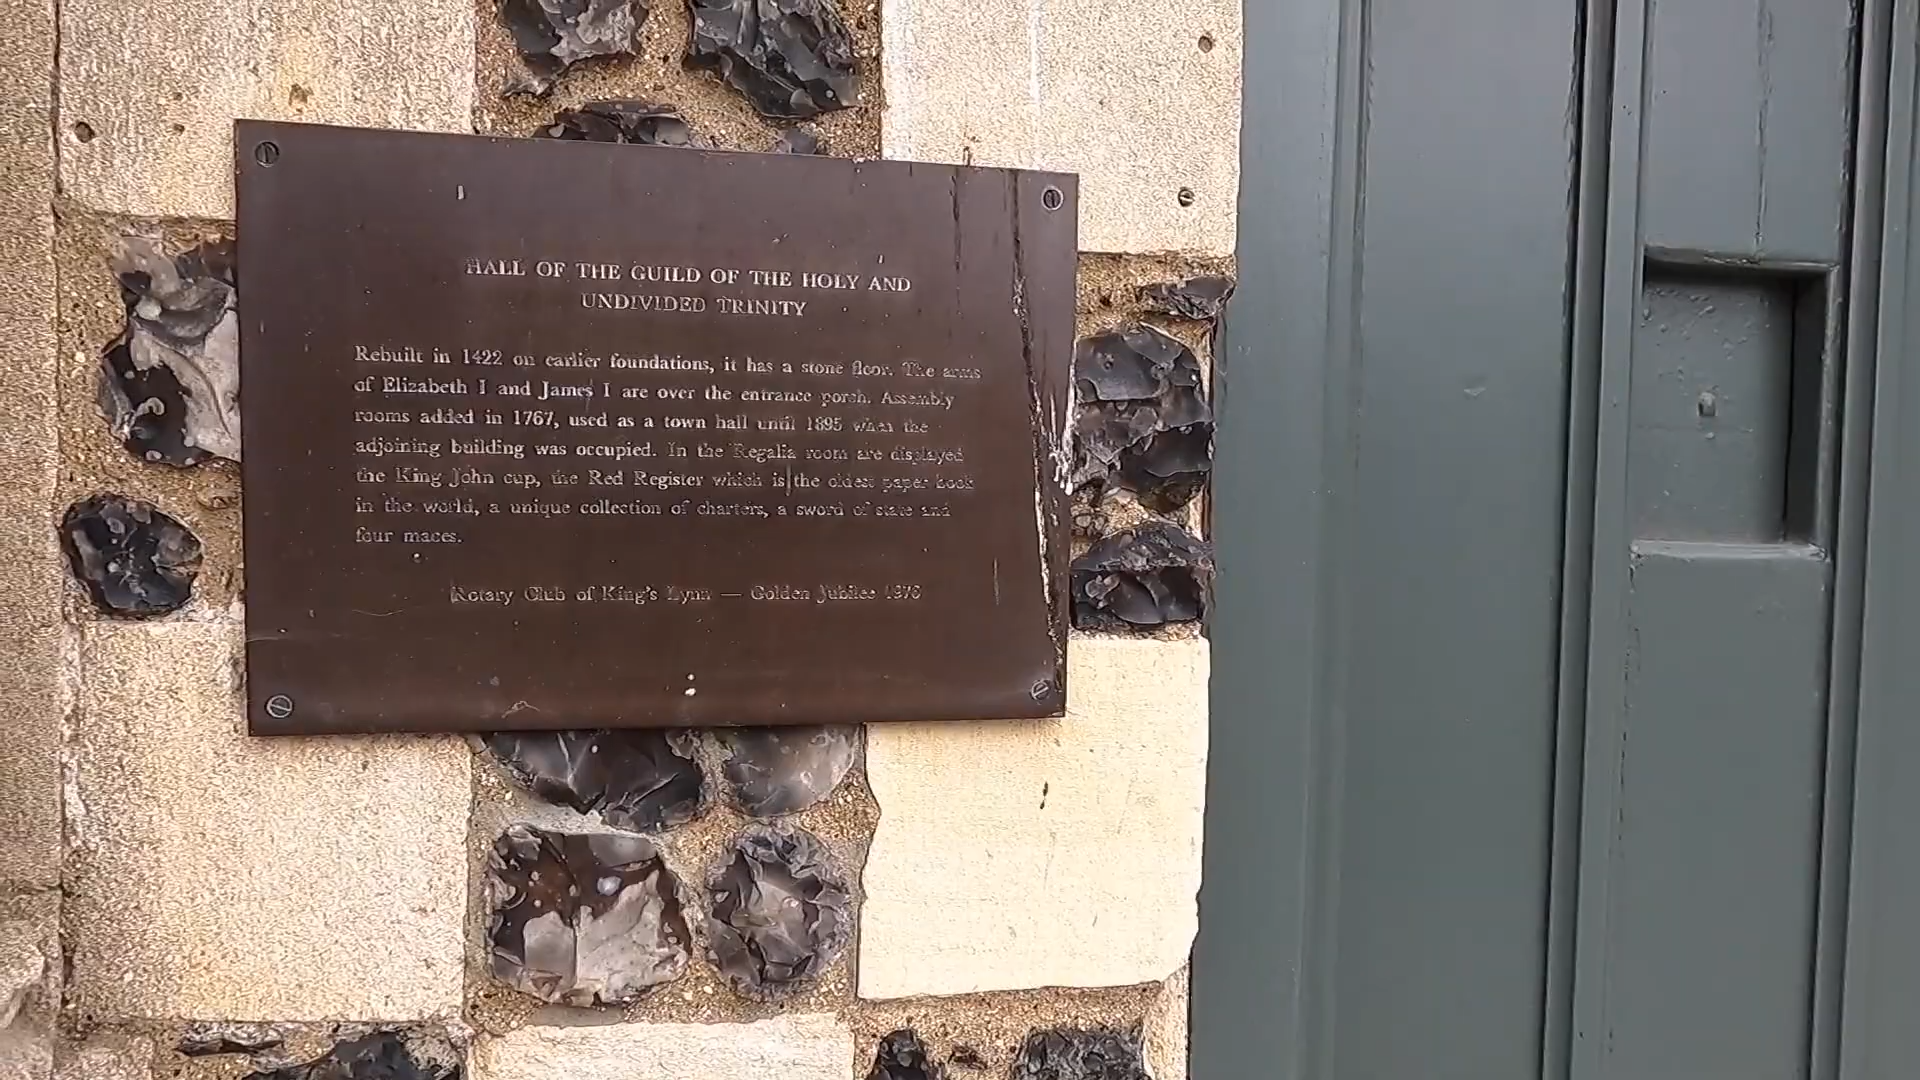 HALL OF THE GUILD OF THE HOLY AND
UNDIVIDED TRINITY
Rebuilt in 1422 on earlier foundations, it has a stone floor. The arms
of Elizabeth I and James I are over the entrance porch. Assembly
rooms added in 1767, used as a town hall until 1895 when the
adjoining building was occupied. In the Regalia room are displayed
the King John cup, the Red Register which is the oldest paper book
in the world, a unique collection of charters, a sword of state and
four maces.
Rotary Club of King's Lynn — Golden Jubilee 1976